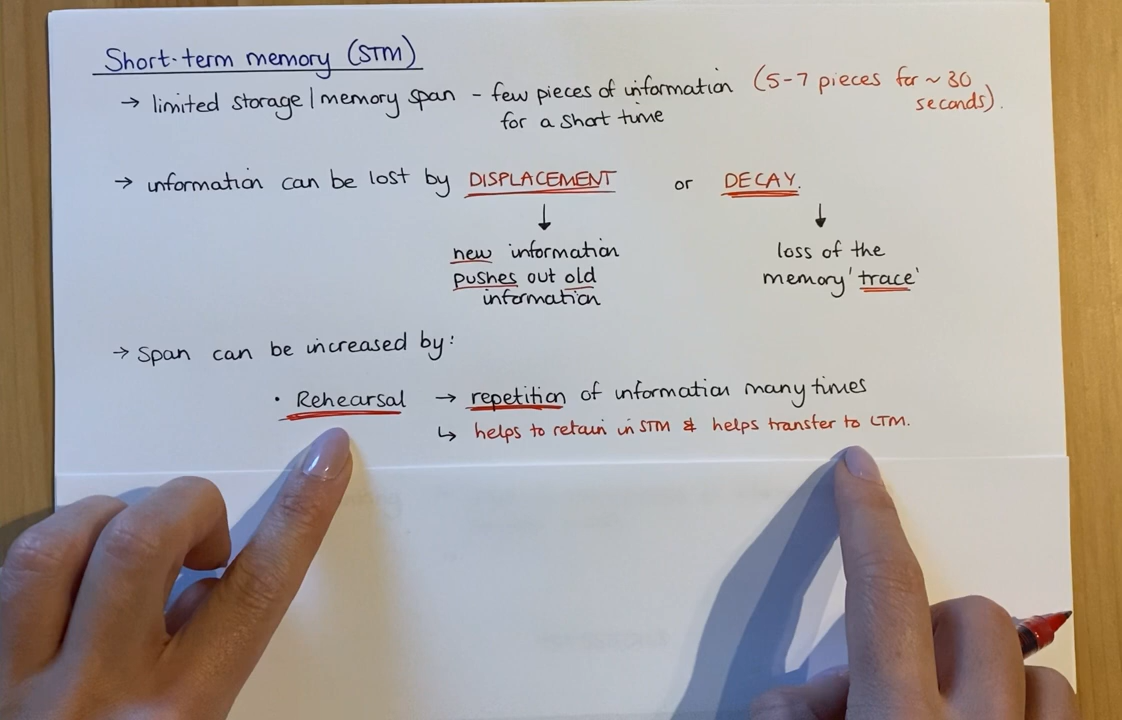 Short-term memory (STM)
→ limited storage/memory span - few pieces of information (5-7 pieces for ~30
for a short time seconds).
→ information can be lost by DISPLACEMENT or DECAY.
↓ ↓
new information loss of the
pushes out old memory 'trace'
information
→ Span can be increased by:
• Rehearsal → repetition of information many times
↳ helps to retain in STM & helps transfer to LTM.